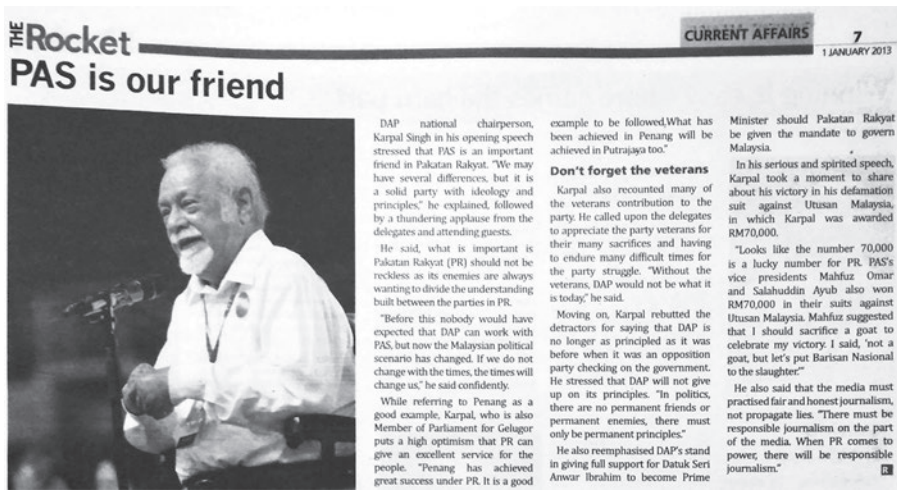 THE Rocket
CURRENT AFFAIRS
7
1 JANUARY 2013
PAS is our friend
DAP national chairperson,
Karpal Singh in his opening speech
stressed that PAS is an important
friend in Pakatan Rakyat. "We may
have several differences, but it is
a solid party with ideology and
principles," he explained, followed
by a thundering applause from the
delegates and attending guests.
He said, what is important is
Pakatan Rakyat (PR) should not be
reckless as its enemies are always
wanting to divide the understanding
built between the parties in PR.
"Before this nobody would have
expected that DAP can work with
PAS, but now the Malaysian political
scenario has changed. If we do not
change with the times, the times will
change us," he said confidently.
While referring to Penang as a
good example, Karpal, who is also
Member of Parliament for Gelugor
puts a high optimism that PR can
give an excellent service for the
people. "Penang has achieved
great success under PR. It is a good
example to be followed,What has
been achieved in Penang will be
achieved in Putrajaya too."
Don't forget the veterans
Karpal also recounted many of
the veterans contribution to the
party. He called upon the delegates
to appreciate the party veterans for
their many sacrifices and having
to endure many difficult times for
the party struggle. "Without the
veterans, DAP would not be what it
is today," he said.
Moving on, Karpal rebutted the
detractors for saying that DAP is
no longer as principled as it was
before when it was an opposition
party checking on the government.
He stressed that DAP will not give
up on its principles. "In politics,
there are no permanent friends or
permanent enemies, there must
only be permanent principles."
He also reemphasised DAP's stand
in giving full support for Datuk Seri
Anwar Ibrahim to become Prime
Minister should Pakatan Rakyat
be given the mandate to govern
Malaysia.
In his serious and spirited speech,
Karpal took a moment to share
about his victory in his defamation
suit against Utusan Malaysia,
in which Karpal was awarded
RM70,000.
"Looks like the number 70,000
is a lucky number for PR. PAS's
vice presidents Mahfuz Omar
and Salahuddin Ayub also won
RM70,000 in their suits against
Utusan Malaysia. Mahfuz suggested
that I should sacrifice a goat to
celebrate my victory. I said, 'not a
goat, but let's put Barisan Nasional
to the slaughter.'"
He also said that the media must
practised fair and honest journalism,
not propagate lies. "There must be
responsible journalism on the part
of the media. When PR comes to
power, there will be responsible
journalism." R